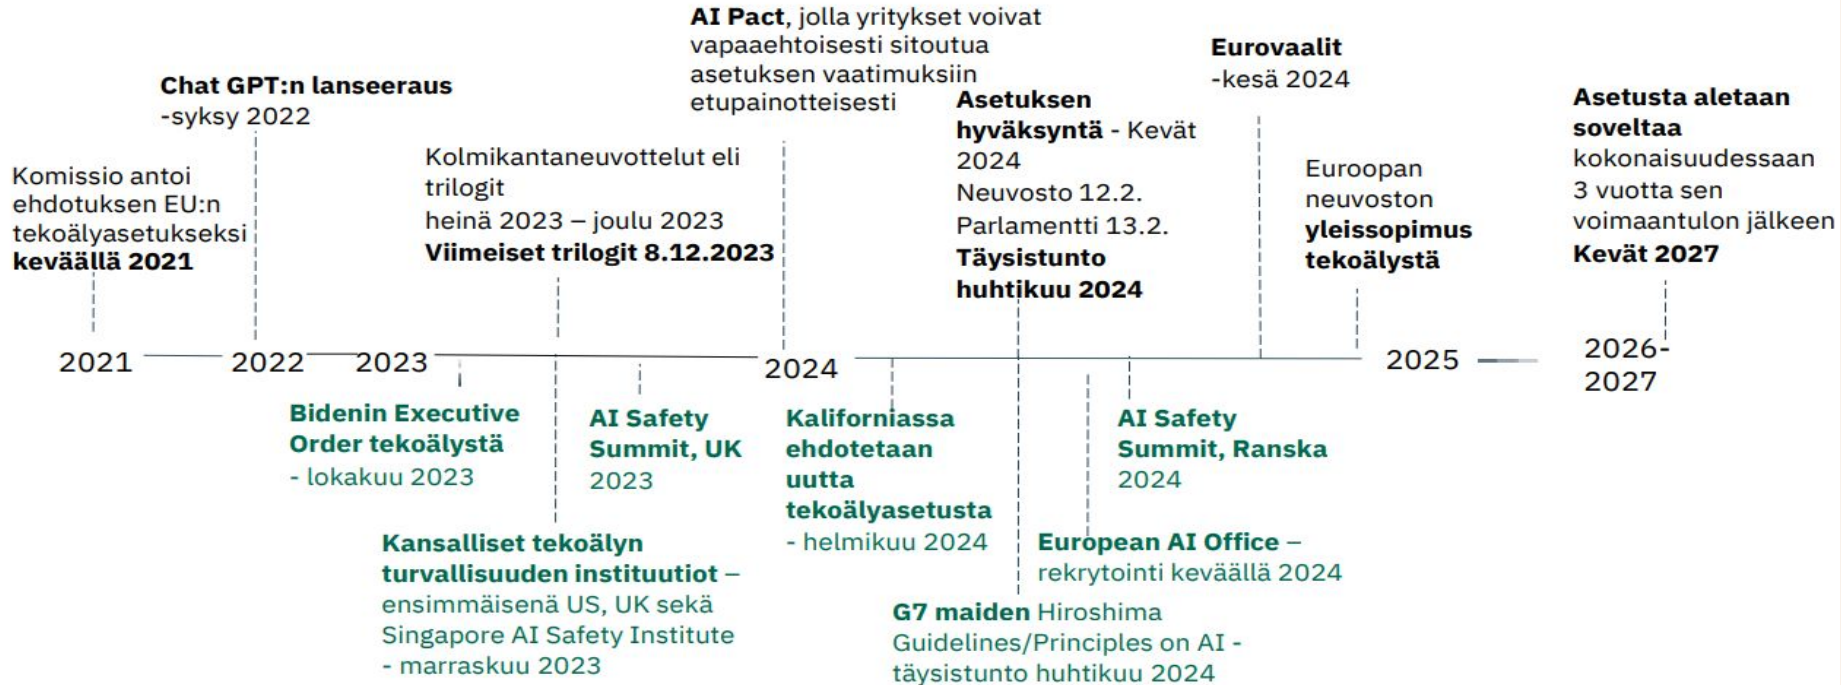 Komissio antoi
ehdotuksen EU:n
tekoälyasetukseksi
keväällä 2021
Chat GPT:n lanseeraus
-syksy 2022
Kolmikantaneuvottelut eli
trilogit
heinä 2023 – joulu 2023
Viimeiset trilogit 8.12.2023
AI Pact, jolla yritykset voivat
vapaaehtoisesti sitoutua
asetuksen vaatimuksiin
etupainotteisesti
Asetuksen
hyväksyntä - Kevät
2024
Neuvosto 12.2.
Parlamentti 13.2.
Täysistunto
huhtikuu 2024
Eurovaalit
-kesä 2024
Euroopan
neuvoston
yleissopimus
tekoälystä
Asetusta aletaan
soveltaa
kokonaisuudessaan
3 vuotta sen
voimaantulon jälkeen
Kevät 2027
2021
2022
2023
2024
2025
2026-
2027
Bidenin Executive
Order tekoälystä
- lokakuu 2023
Kansalliset tekoälyn
turvallisuuden instituutiot –
ensimmäisenä US, UK sekä
Singapore AI Safety Institute
- marraskuu 2023
AI Safety
Summit, UK
2023
Kaliforniassa
ehdotetaan
uutta
tekoälyasetusta
- helmikuu 2024
G7 maiden Hiroshima
Guidelines/Principles on AI -
täysistunto huhtikuu 2024
European AI Office –
rekrytointi keväällä 2024
AI Safety
Summit, Ranska
2024